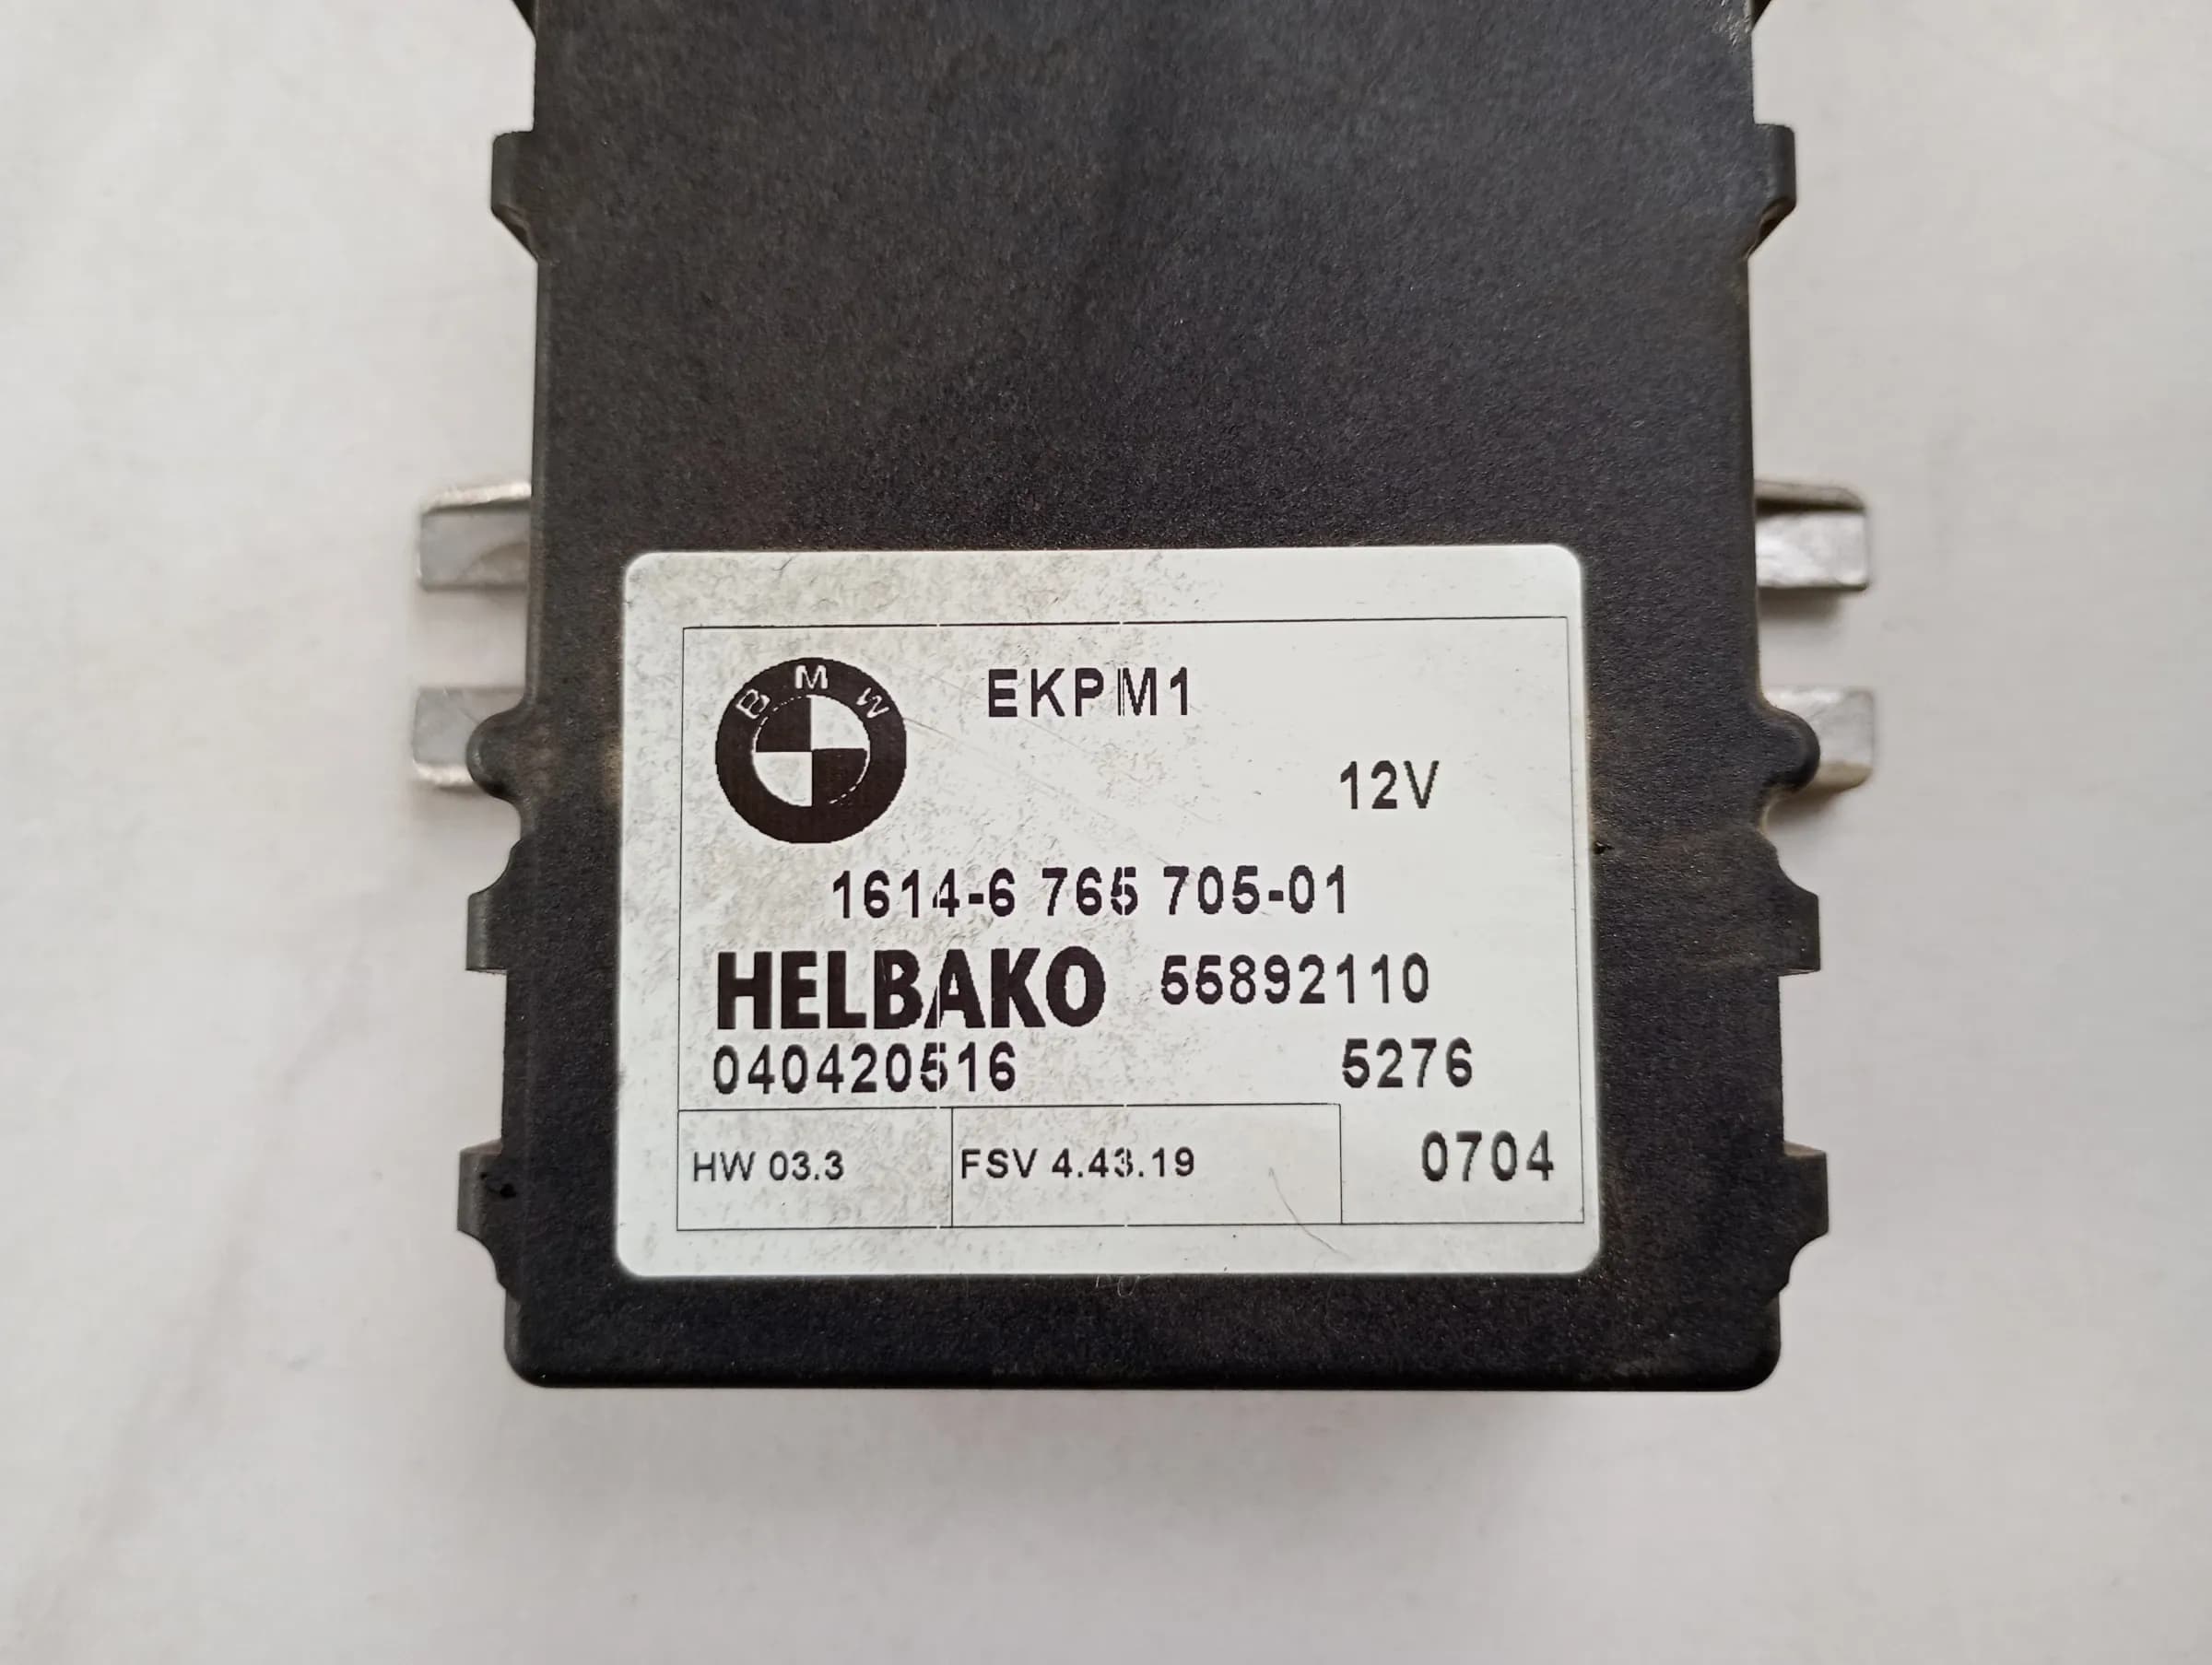 BMW
EKPM1
12V
1614-6 765 705-01
HELBAKO 55892110
040420516 5276
HW 03.3 FSV 4.43.19 0704